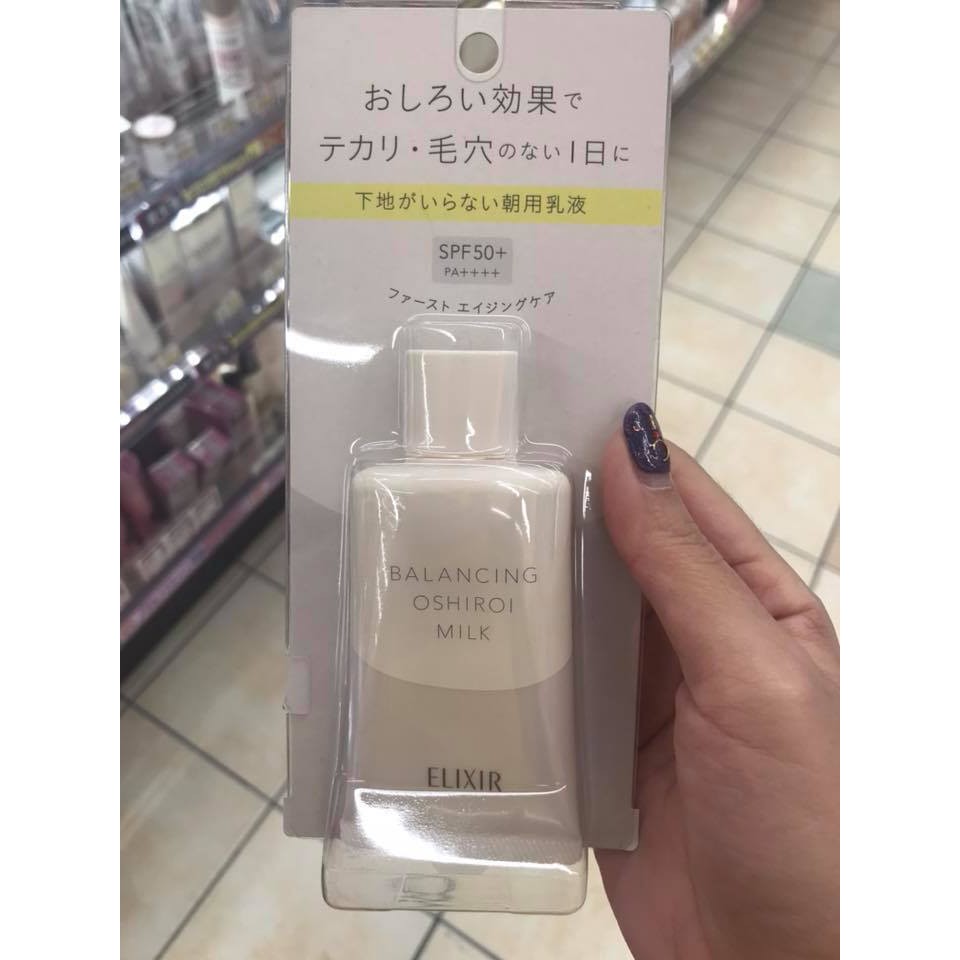 おしろい効果で
テカリ・毛穴のない1日に
下地がいらない朝用乳液
SPF50+
PA++++
ファースト エイジングケア
BALANCING
OSHIROI
MILK
ELIXIR